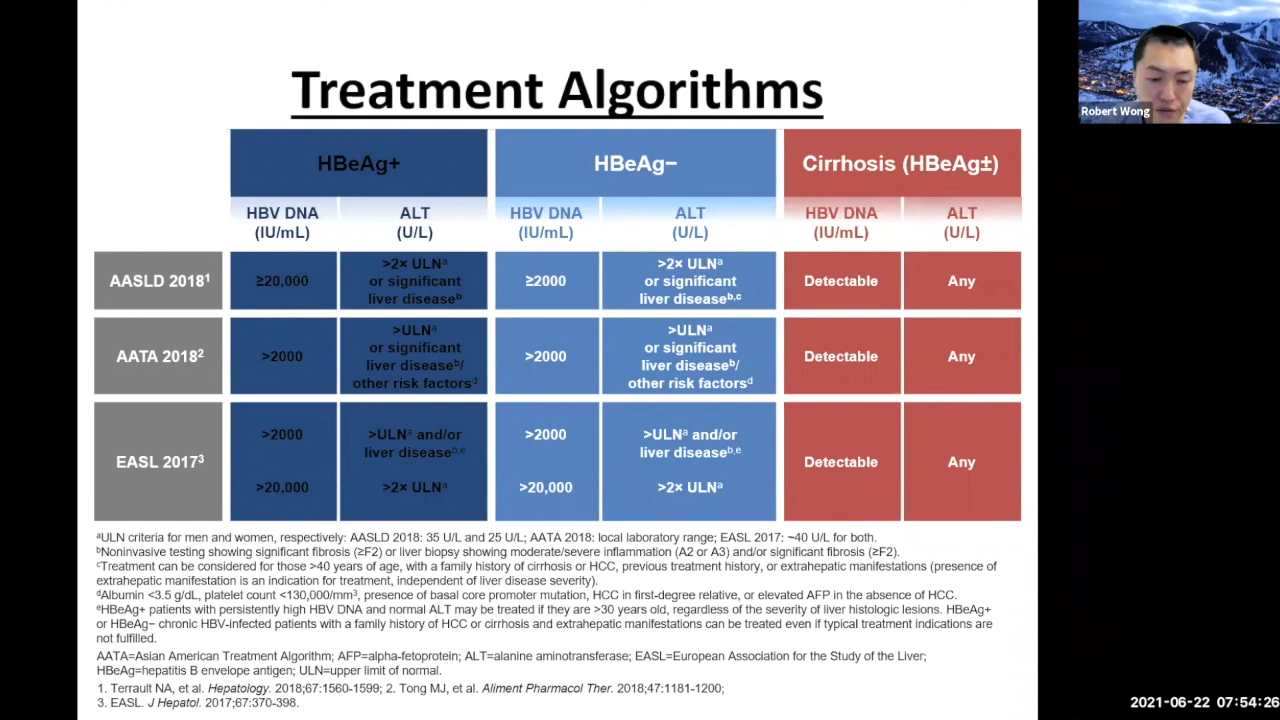 Treatment Algorithms
HBeAg+
HBeAg−
Cirrhosis (HBeAg±)
HBV DNA
(IU/mL)
ALT
(U/L)
HBV DNA
(IU/mL)
ALT
(U/L)
HBV DNA
(IU/mL)
ALT
(U/L)
AASLD 2018¹
≥20,000
>2× ULNᵃ
or significant
liver diseaseᵇ
≥2000
>2× ULNᵃ
or significant
liver diseaseᵇ,ᶜ
Detectable
Any
AATA 2018²
>2000
>ULNᵃ
or significant
liver diseaseᵇ/
other risk factorsᵈ
>2000
>ULNᵃ
or significant
liver diseaseᵇ/
other risk factorsᵈ
Detectable
Any
EASL 2017³
>2000
>ULNᵃ and/or
liver diseaseᵇ,ᵉ
>20,000
>2× ULNᵃ
>2000
>ULNᵃ and/or
liver diseaseᵇ,ᵉ
>20,000
>2× ULNᵃ
Detectable
Any
ᵃULN criteria for men and women, respectively: AASLD 2018: 35 U/L and 25 U/L; AATA 2018: local laboratory range; EASL 2017: ~40 U/L for both.
ᵇNoninvasive testing showing significant fibrosis (≥F2) or liver biopsy showing moderate/severe inflammation (A2 or A3) and/or significant fibrosis (≥F2).
ᶜTreatment can be considered for those >40 years of age, with a family history of cirrhosis or HCC, previous treatment history, or extrahepatic manifestations (presence of
extrahepatic manifestation is an indication for treatment, independent of liver disease severity).
ᵈAlbumin <3.5 g/dL, platelet count <130,000/mm³, presence of basal core promoter mutation, HCC in first-degree relative, or elevated AFP in the absence of HCC.
ᵉHBeAg+ patients with persistently high HBV DNA and normal ALT may be treated if they are >30 years old, regardless of the severity of liver histologic lesions. HBeAg+
or HBeAg− chronic HBV-infected patients with a family history of HCC or cirrhosis and extrahepatic manifestations can be treated even if typical treatment indications are
not fulfilled.
AATA=Asian American Treatment Algorithm; AFP=alpha-fetoprotein; ALT=alanine aminotransferase; EASL=European Association for the Study of the Liver;
HBeAg=hepatitis B envelope antigen; ULN=upper limit of normal.
1. Terrault NA, et al. Hepatology. 2018;67:1560-1599; 2. Tong MJ, et al. Aliment Pharmacol Ther. 2018;47:1181-1200;
3. EASL. J Hepatol. 2017;67:370-398.
Robert Wong
2021-06-22 07:54:26